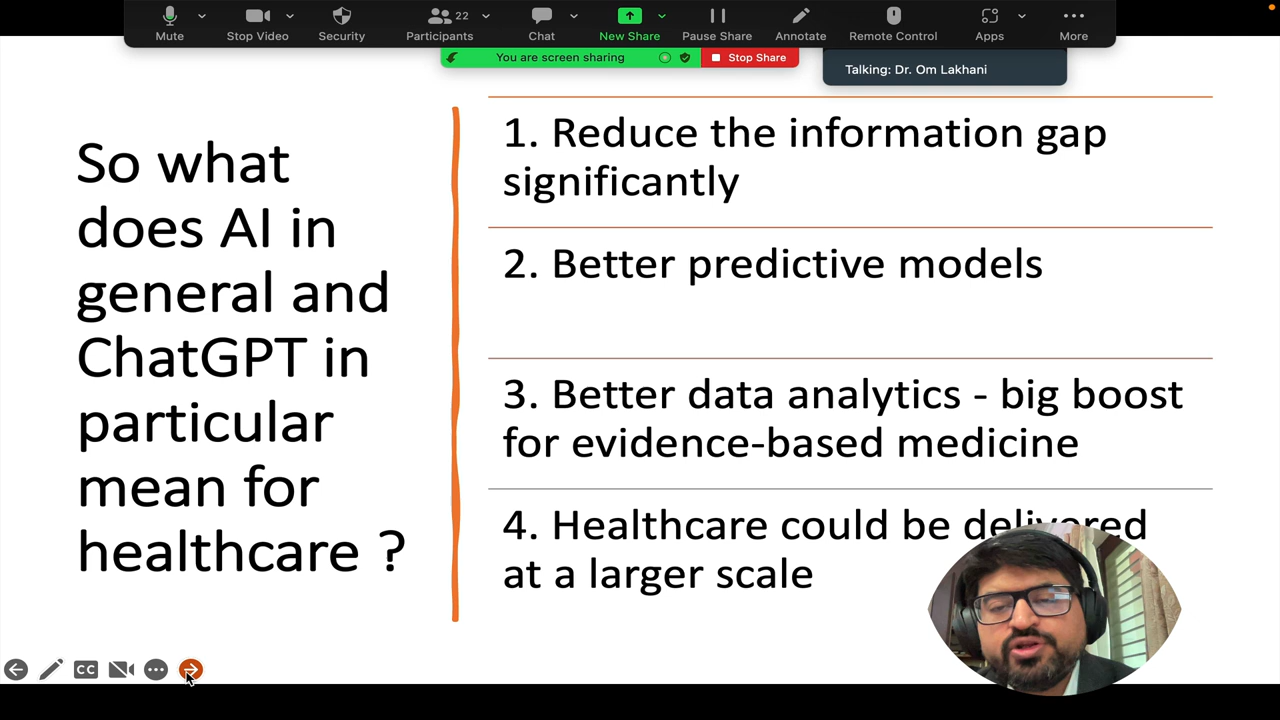 22
Mute
Stop Video
Security
Participants
Chat
New Share
Pause Share
Annotate
Remote Control
Apps
More
You are screen sharing
Stop Share
Talking: Dr. Om Lakhani
So what
does AI in
general and
ChatGPT in
particular
mean for
healthcare ?
1. Reduce the information gap
significantly
2. Better predictive models
3. Better data analytics - big boost
for evidence-based medicine
4. Healthcare could be delivered
at a larger scale
CC